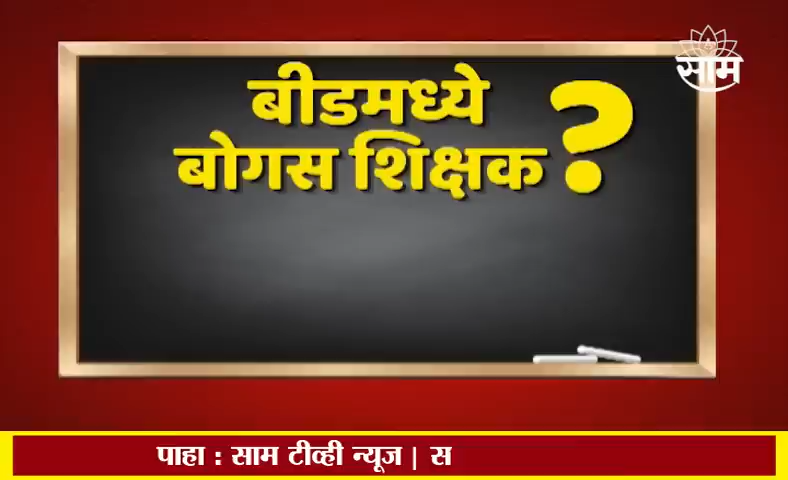 साम
बीडमध्ये
बोगस शिक्षक ?
पाहा : साम टीव्ही न्यूज | स